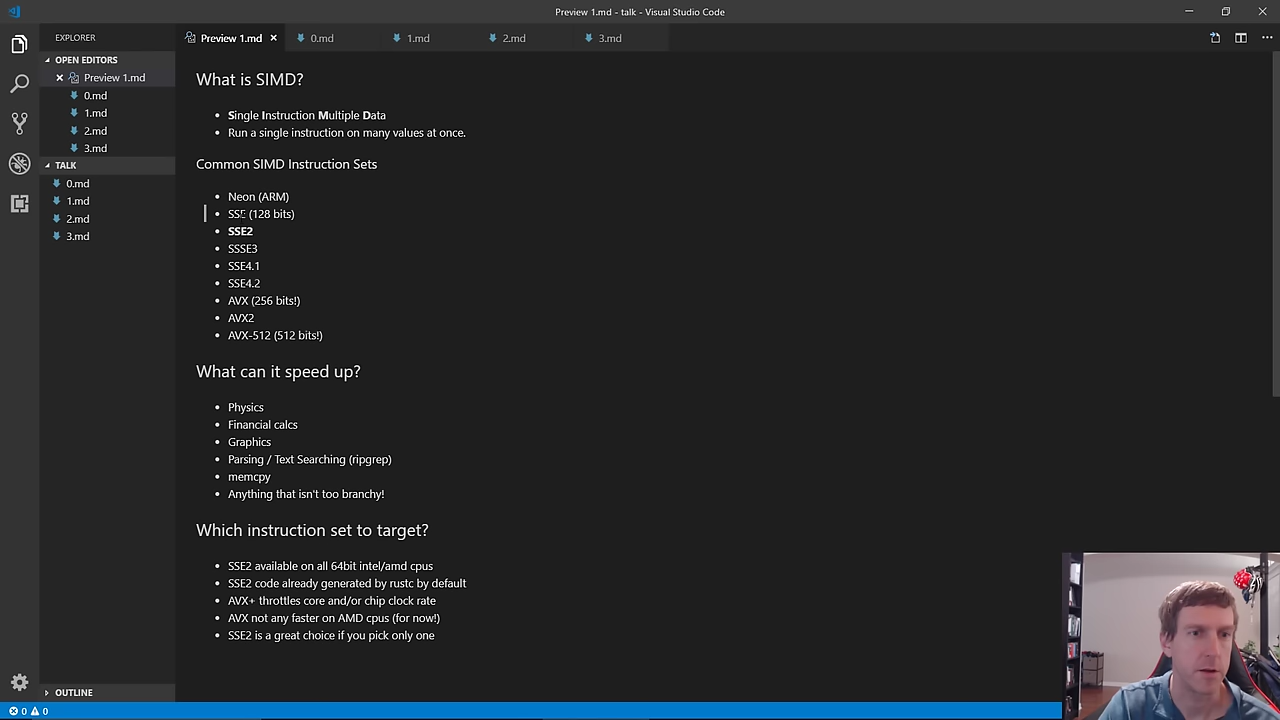 Preview 1.md - talk - Visual Studio Code
EXPLORER
Preview 1.md
0.md
1.md
2.md
3.md
OPEN EDITORS
Preview 1.md
0.md
1.md
2.md
3.md
TALK
0.md
1.md
2.md
3.md
OUTLINE
What is SIMD?
Single Instruction Multiple Data
Run a single instruction on many values at once.
Common SIMD Instruction Sets
Neon (ARM)
SSE (128 bits)
SSE2
SSSE3
SSE4.1
SSE4.2
AVX (256 bits!)
AVX2
AVX-512 (512 bits!)
What can it speed up?
Physics
Financial calcs
Graphics
Parsing / Text Searching (ripgrep)
memcpy
Anything that isn't too branchy!
Which instruction set to target?
SSE2 available on all 64bit intel/amd cpus
SSE2 code already generated by rustc by default
AVX+ throttles core and/or chip clock rate
AVX not any faster on AMD cpus (for now!)
SSE2 is a great choice if you pick only one
0 0